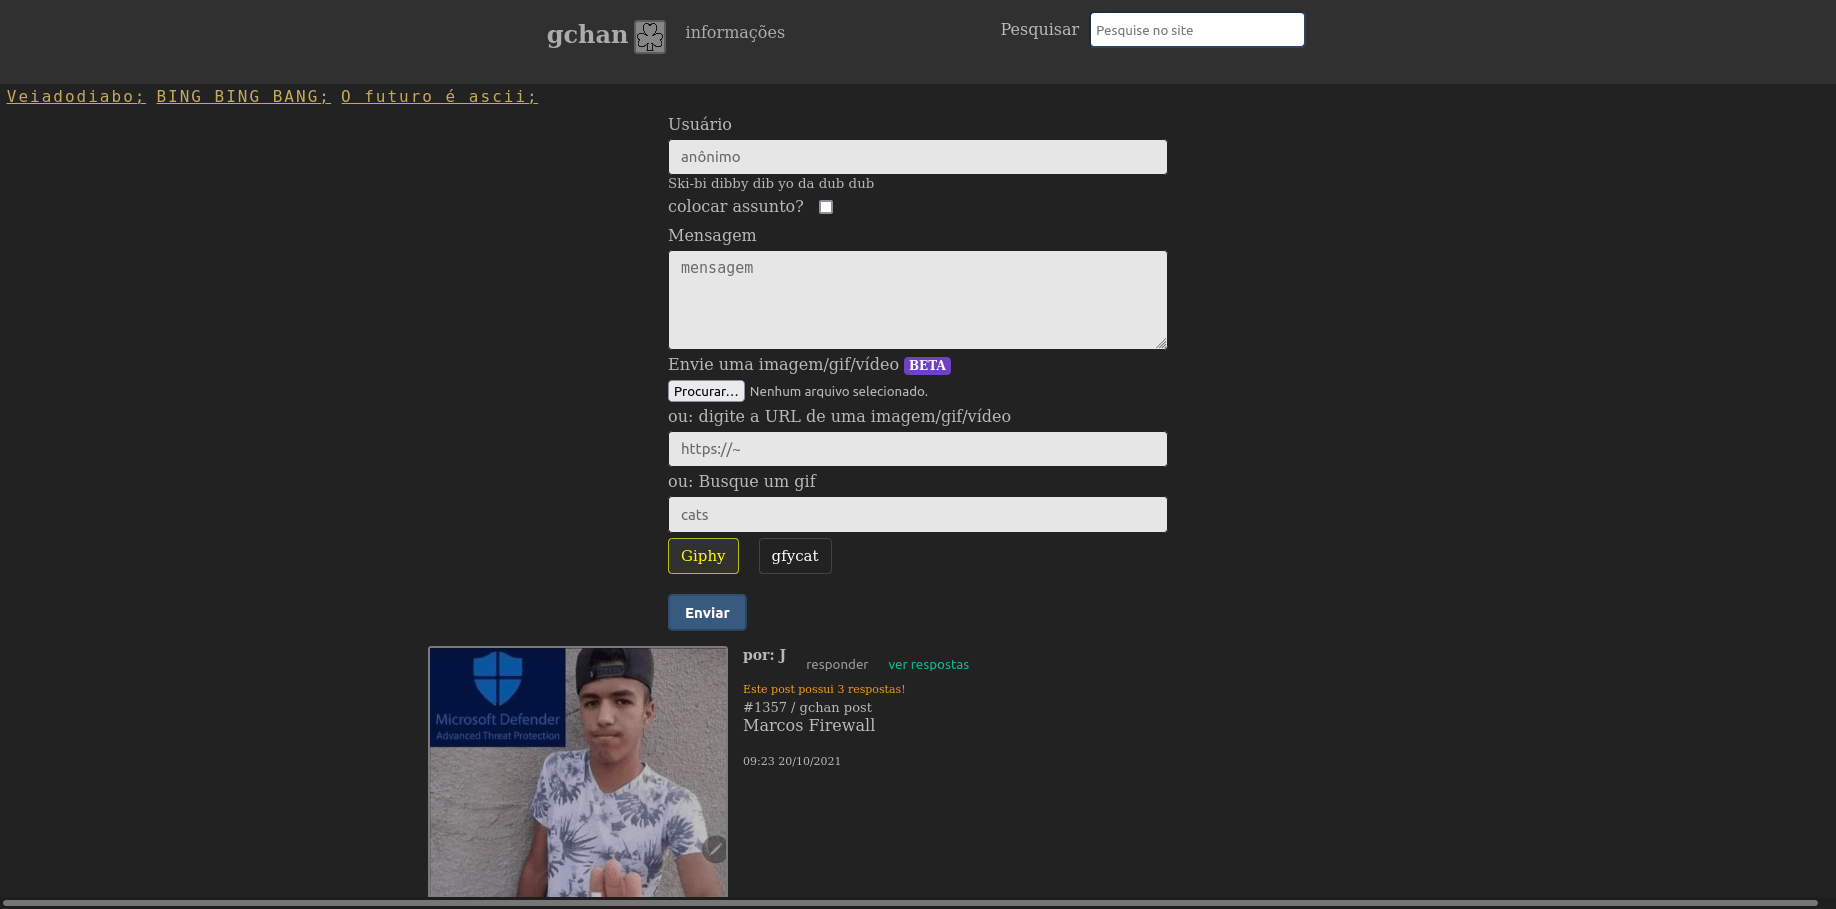 gchan informações Pesquisar Pesquise no site
Veiadodiabo; BING BING BANG; O futuro é ascii;
Usuário
anônimo
Ski-bi dibby dib yo da dub dub
colocar assunto?
Mensagem
mensagem
Envie uma imagem/gif/vídeo BETA
Procurar... Nenhum arquivo selecionado.
ou: digite a URL de uma imagem/gif/vídeo
https://~
ou: Busque um gif
cats
Giphy gfycat
Enviar
Microsoft Defender
Advanced Threat Protection
por: J responder ver respostas
Este post possui 3 respostas!
#1357 / gchan post
Marcos Firewall
09:23 20/10/2021